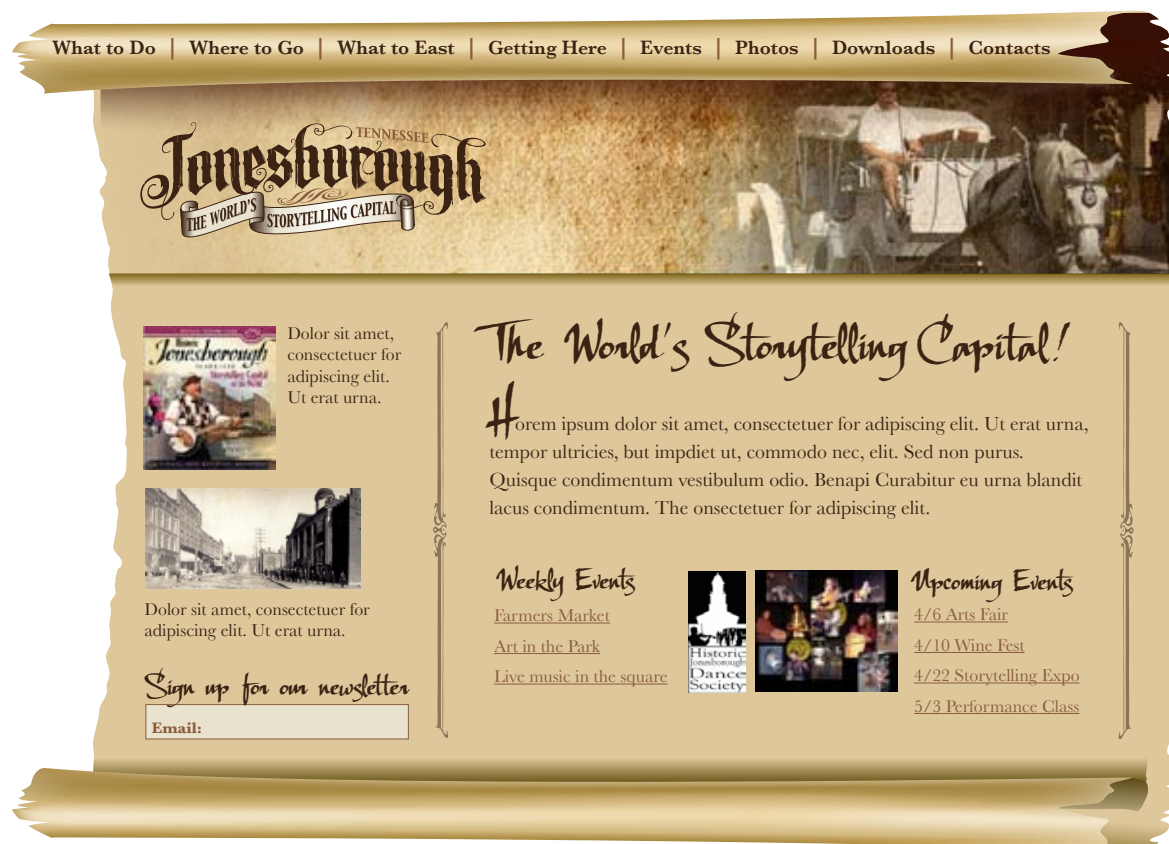 What to Do | Where to Go | What to East | Getting Here | Events | Photos | Downloads | Contacts
TENNESSEE
Jonesborough
THE WORLD'S STORYTELLING CAPITAL
Historic
Jonesborough
Storytelling Capital
of the World
Dolor sit amet,
consectetuer for
adipiscing elit.
Ut erat urna.
Dolor sit amet, consectetuer for
adipiscing elit. Ut erat urna.
Sign up for our newsletter
Email:
The World's Storytelling Capital!
Horem ipsum dolor sit amet, consectetuer for adipiscing elit. Ut erat urna,
tempor ultricies, but impdiet ut, commodo nec, elit. Sed non purus.
Quisque condimentum vestibulum odio. Benapi Curabitur eu urna blandit
lacus condimentum. The onsectetuer for adipiscing elit.
Weekly Events
Farmers Market
Art in the Park
Live music in the square
Historic
Jonesborough
Dance
Society
Upcoming Events
4/6 Arts Fair
4/10 Wine Fest
4/22 Storytelling Expo
5/3 Performance Class